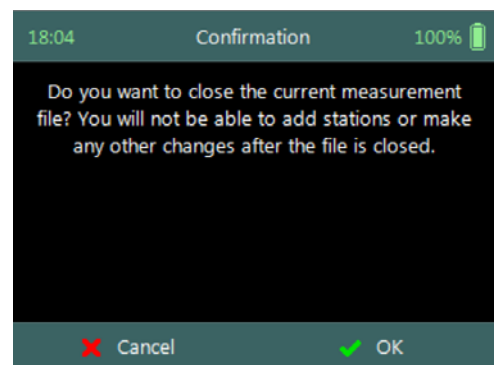 18:04 Confirmation 100%
Do you want to close the current measurement
file? You will not be able to add stations or make
any other changes after the file is closed.
Cancel OK